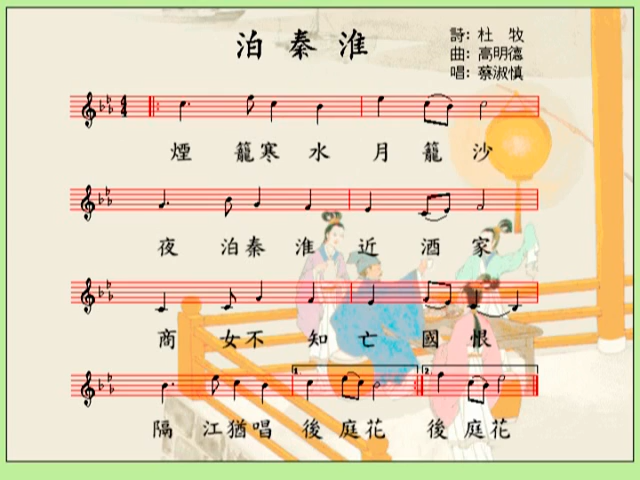 泊秦淮
詩: 杜 牧
曲: 高明德
唱: 蔡淑慎
煙 籠寒 水 月 籠 沙
夜 泊秦 淮 近 酒 家
商 女不 知 亡 國 恨
1. 2.
隔 江猶唱 後 庭花 後 庭花